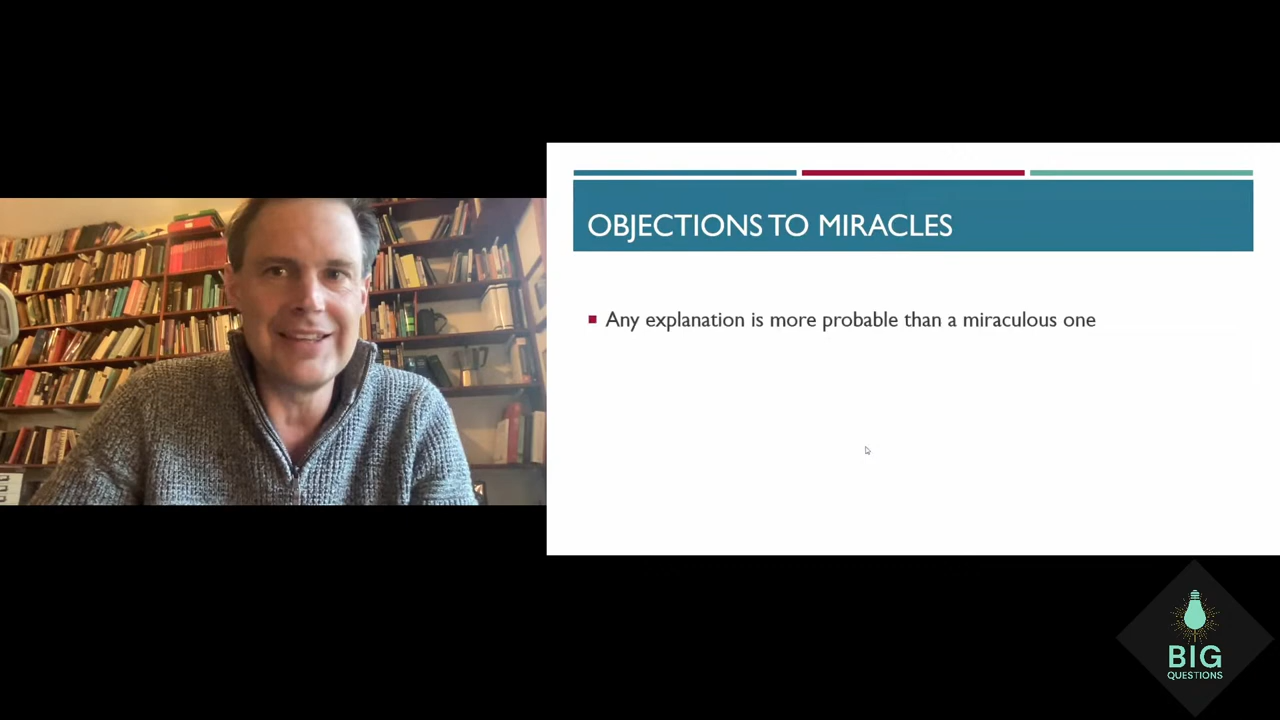 OBJECTIONS TO MIRACLES
Any explanation is more probable than a miraculous one
BIG
QUESTIONS